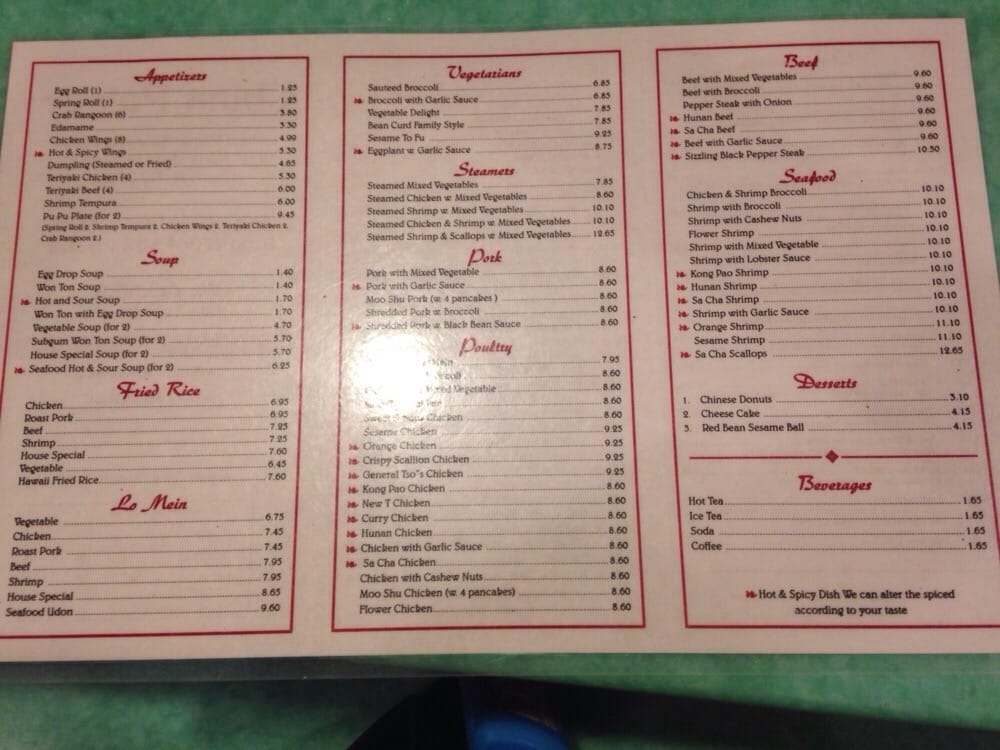 Appetizers
Egg Roll (1) 1.25
Spring Roll (1) 1.25
Crab Rangoon (6) 3.80
Edamame 3.30
Chicken Wings (8) 4.99
Hot & Spicy Wings 5.30
Dumpling (Steamed or Fried) 4.65
Teriyaki Chicken (4) 5.30
Teriyaki Beef (4) 6.00
Shrimp Tempura 6.00
Pu Pu Plate (for 2) 9.45
(Spring Roll 2, Shrimp Tempura 2, Chicken Wings 2, Teriyaki Chicken 2,
Crab Rangoon 2.)
Soup
Egg Drop Soup 1.40
Won Ton Soup 1.40
Hot and Sour Soup 1.70
Won Ton with Egg Drop Soup 1.70
Vegetable Soup (for 2) 4.70
Subgum Won Ton Soup (for 2) 5.70
House Special Soup (for 2) 5.70
Seafood Hot & Sour Soup (for 2) 6.25
Fried Rice
Chicken 6.95
Roast Pork 6.95
Beef 7.25
Shrimp 7.25
House Special 7.60
Vegetable 6.45
Hawaii Fried Rice 7.60
Lo Mein
Vegetable 6.75
Chicken 7.45
Roast Pork 7.45
Beef 7.95
Shrimp 7.95
House Special 8.65
Seafood Udon 9.60
Vegetarians
Sauteed Broccoli 6.85
Broccoli with Garlic Sauce 6.85
Vegetable Delight 7.85
Bean Curd Family Style 7.85
Sesame To Fu 9.25
Eggplant w. Garlic Sauce 8.75
Steamers
Steamed Mixed Vegetables 7.85
Steamed Chicken w. Mixed Vegetables 8.60
Steamed Shrimp w. Mixed Vegetables 10.10
Steamed Chicken & Shrimp w. Mixed Vegetables 10.10
Steamed Shrimp & Scallops w. Mixed Vegetables 12.65
Pork
Pork with Mixed Vegetable 8.60
Pork with Garlic Sauce 8.60
Moo Shu Pork (w. 4 pancakes) 8.60
Shredded Pork w. Broccoli 8.60
Shredded Pork w. Black Bean Sauce 8.60
Poultry
7.95
8.60
Mixed Vegetable 8.60
8.60
Chicken 8.60
Sesame Chicken 9.25
Orange Chicken 9.25
Crispy Scallion Chicken 9.25
General Tso"s Chicken 9.25
Kong Pao Chicken 8.60
New T Chicken 8.60
Curry Chicken 8.60
Hunan Chicken 8.60
Chicken with Garlic Sauce 8.60
Sa Cha Chicken 8.60
Chicken with Cashew Nuts 8.60
Moo Shu Chicken (w. 4 pancakes) 8.60
Flower Chicken 8.60
Beef
Beef with Mixed Vegetables 9.60
Beef with Broccoli 9.60
Pepper Steak with Onion 9.60
Hunan Beef 9.60
Sa Cha Beef 9.60
Beef with Garlic Sauce 9.60
Sizzling Black Pepper Steak 10.50
Seafood
Chicken & Shrimp Broccoli 10.10
Shrimp with Broccoli 10.10
Shrimp with Cashew Nuts 10.10
Flower Shrimp 10.10
Shrimp with Mixed Vegetable 10.10
Shrimp with Lobster Sauce 10.10
Kong Pao Shrimp 10.10
Hunan Shrimp 10.10
Sa Cha Shrimp 10.10
Shrimp with Garlic Sauce 10.10
Orange Shrimp 11.10
Sesame Shrimp 11.10
Sa Cha Scallops 12.65
Desserts
1. Chinese Donuts 3.10
2. Cheese Cake 4.15
3. Red Bean Sesame Ball 4.15
Beverages
Hot Tea 1.65
Ice Tea 1.65
Soda 1.65
Coffee 1.65
Hot & Spicy Dish We can alter the spiced
according to your taste